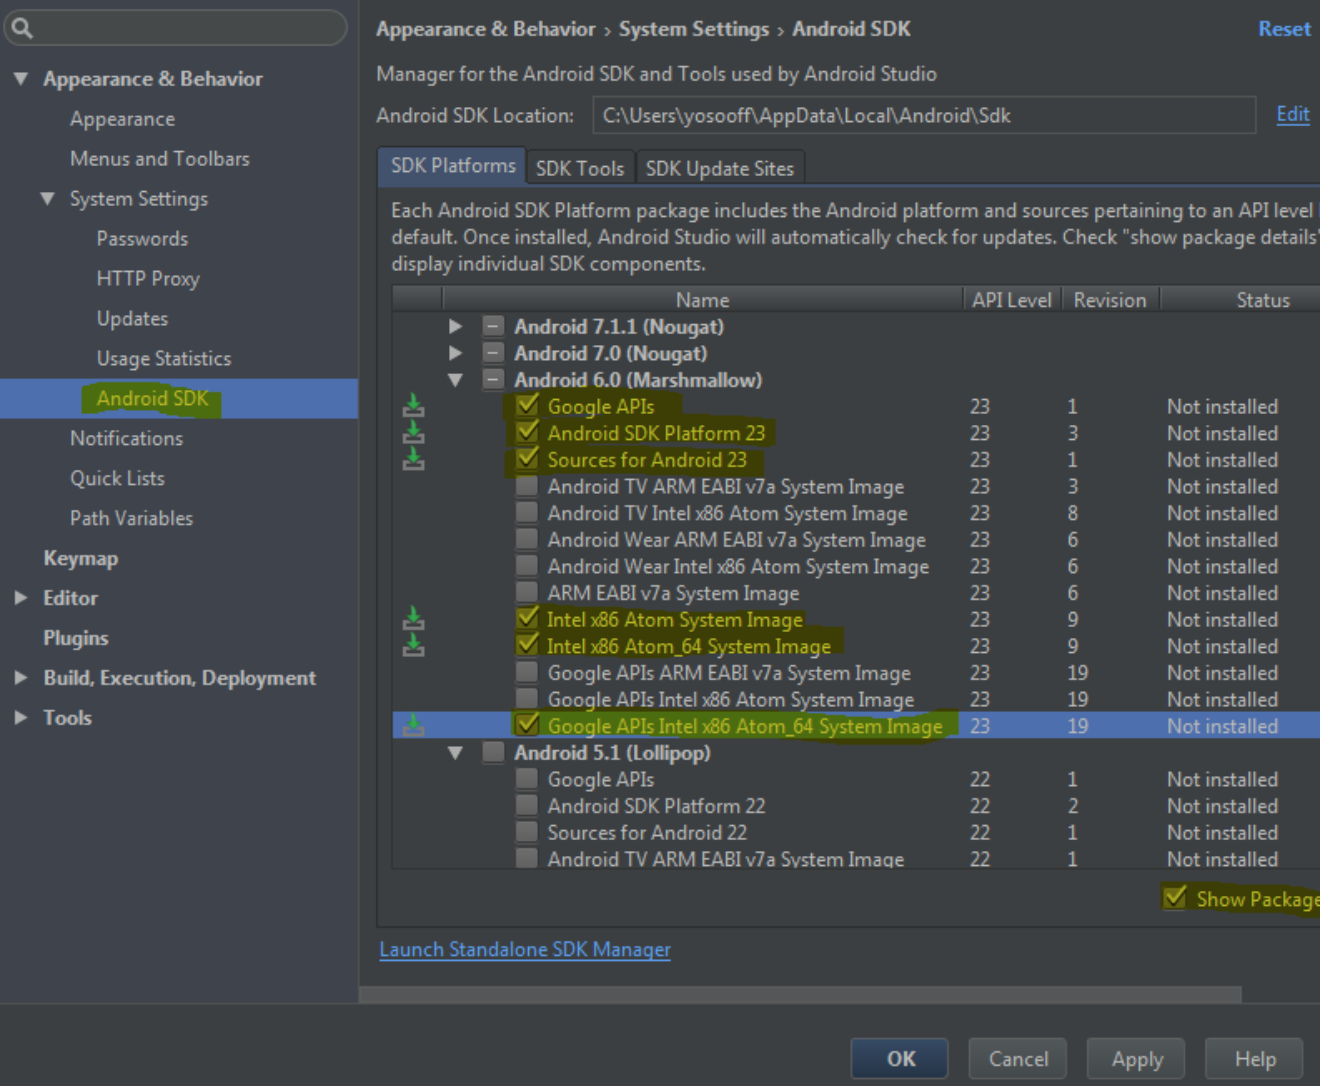 Appearance & Behavior › System Settings › Android SDK
Reset
Appearance & Behavior
Appearance
Menus and Toolbars
System Settings
Passwords
HTTP Proxy
Updates
Usage Statistics
Android SDK
Notifications
Quick Lists
Path Variables
Keymap
Editor
Plugins
Build, Execution, Deployment
Tools
Manager for the Android SDK and Tools used by Android Studio
Android SDK Location: C:\Users\yosooff\AppData\Local\Android\Sdk Edit
SDK Platforms SDK Tools SDK Update Sites
Each Android SDK Platform package includes the Android platform and sources pertaining to an API level
default. Once installed, Android Studio will automatically check for updates. Check "show package details"
display individual SDK components.
Name API Level Revision Status
Android 7.1.1 (Nougat)
Android 7.0 (Nougat)
Android 6.0 (Marshmallow)
Google APIs 23 1 Not installed
Android SDK Platform 23 23 3 Not installed
Sources for Android 23 23 1 Not installed
Android TV ARM EABI v7a System Image 23 3 Not installed
Android TV Intel x86 Atom System Image 23 8 Not installed
Android Wear ARM EABI v7a System Image 23 6 Not installed
Android Wear Intel x86 Atom System Image 23 6 Not installed
ARM EABI v7a System Image 23 6 Not installed
Intel x86 Atom System Image 23 9 Not installed
Intel x86 Atom_64 System Image 23 9 Not installed
Google APIs ARM EABI v7a System Image 23 19 Not installed
Google APIs Intel x86 Atom System Image 23 19 Not installed
Google APIs Intel x86 Atom_64 System Image 23 19 Not installed
Android 5.1 (Lollipop)
Google APIs 22 1 Not installed
Android SDK Platform 22 22 2 Not installed
Sources for Android 22 22 1 Not installed
Android TV ARM EABI v7a System Image 22 1 Not installed
Show Package
Launch Standalone SDK Manager
OK Cancel Apply Help